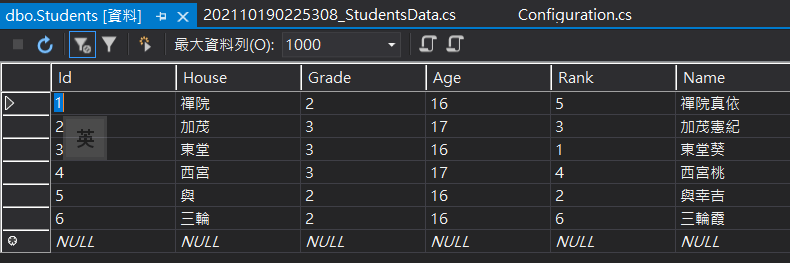 dbo.Students [資料] 202110190225308_StudentsData.cs Configuration.cs
最大資料列(O): 1000
Id House Grade Age Rank Name
1 禪院 2 16 5 禪院真依
2 加茂 3 17 3 加茂憲紀
英
3 東堂 3 16 1 東堂葵
4 西宮 3 17 4 西宮桃
5 與 2 16 2 與幸吉
6 三輪 2 16 6 三輪霞
NULL NULL NULL NULL NULL NULL